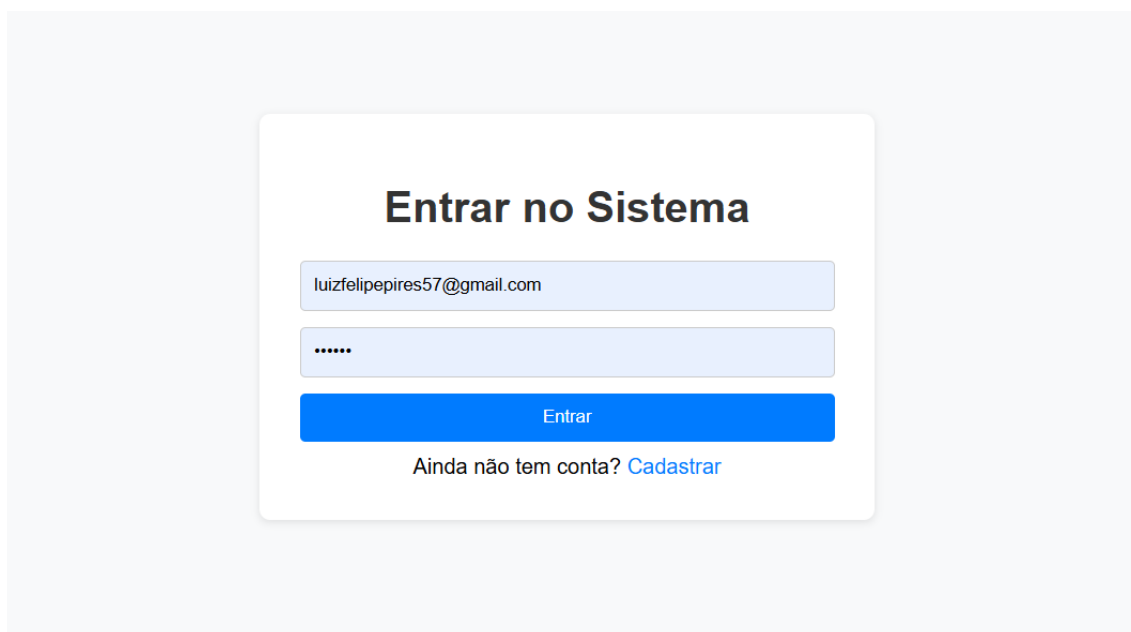 Entrar no Sistema
luizfelipepires57@gmail.com
••••••
Entrar
Ainda não tem conta? Cadastrar